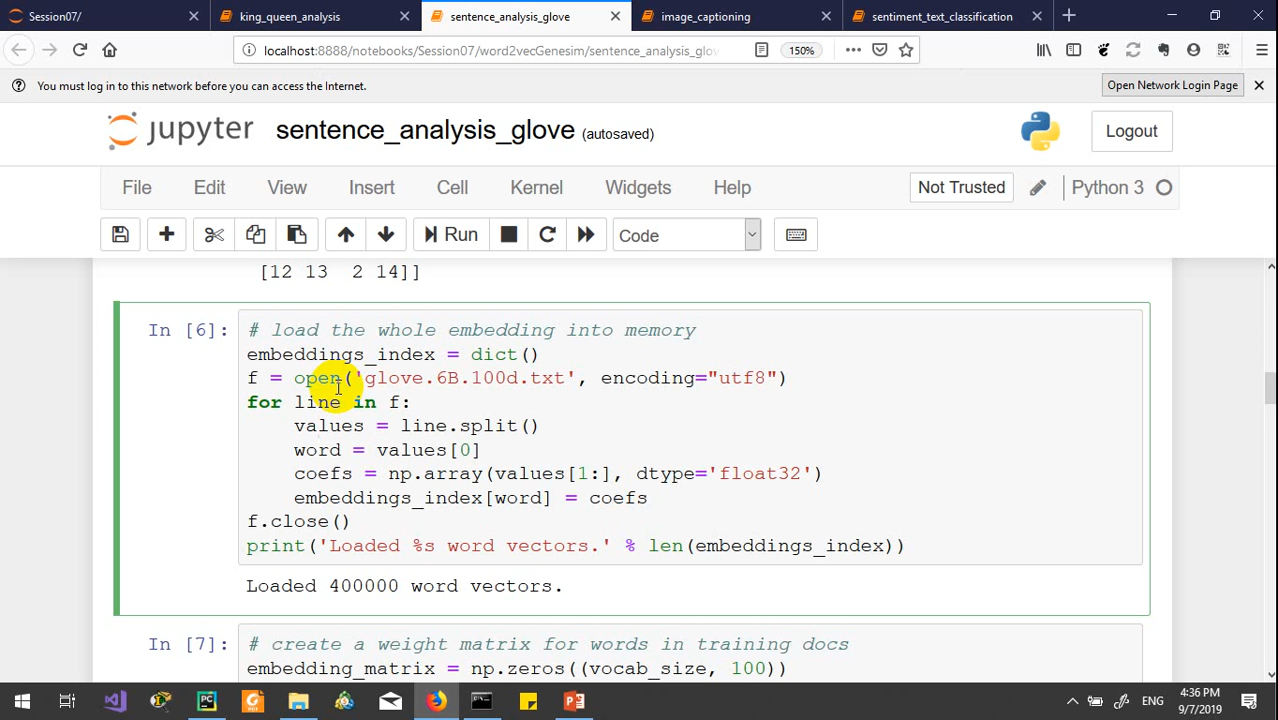 Session07/ king_queen_analysis sentence_analysis_glove image_captioning sentiment_text_classification
localhost:8888/notebooks/Session07/word2vecGenesim/sentence_analysis_glov 150%
You must log in to this network before you can access the Internet. Open Network Login Page
jupyter sentence_analysis_glove (autosaved) Logout
File Edit View Insert Cell Kernel Widgets Help Not Trusted Python 3
Run Code
[12 13  2 14]]
In [6]: # load the whole embedding into memory
embeddings_index = dict()
f = open('glove.6B.100d.txt', encoding="utf8")
for line in f:
    values = line.split()
    word = values[0]
    coefs = np.array(values[1:], dtype='float32')
    embeddings_index[word] = coefs
f.close()
print('Loaded %s word vectors.' % len(embeddings_index))
Loaded 400000 word vectors.
In [7]: # create a weight matrix for words in training docs
embedding_matrix = np.zeros((vocab_size, 100))
ENG 4:36 PM
9/7/2019